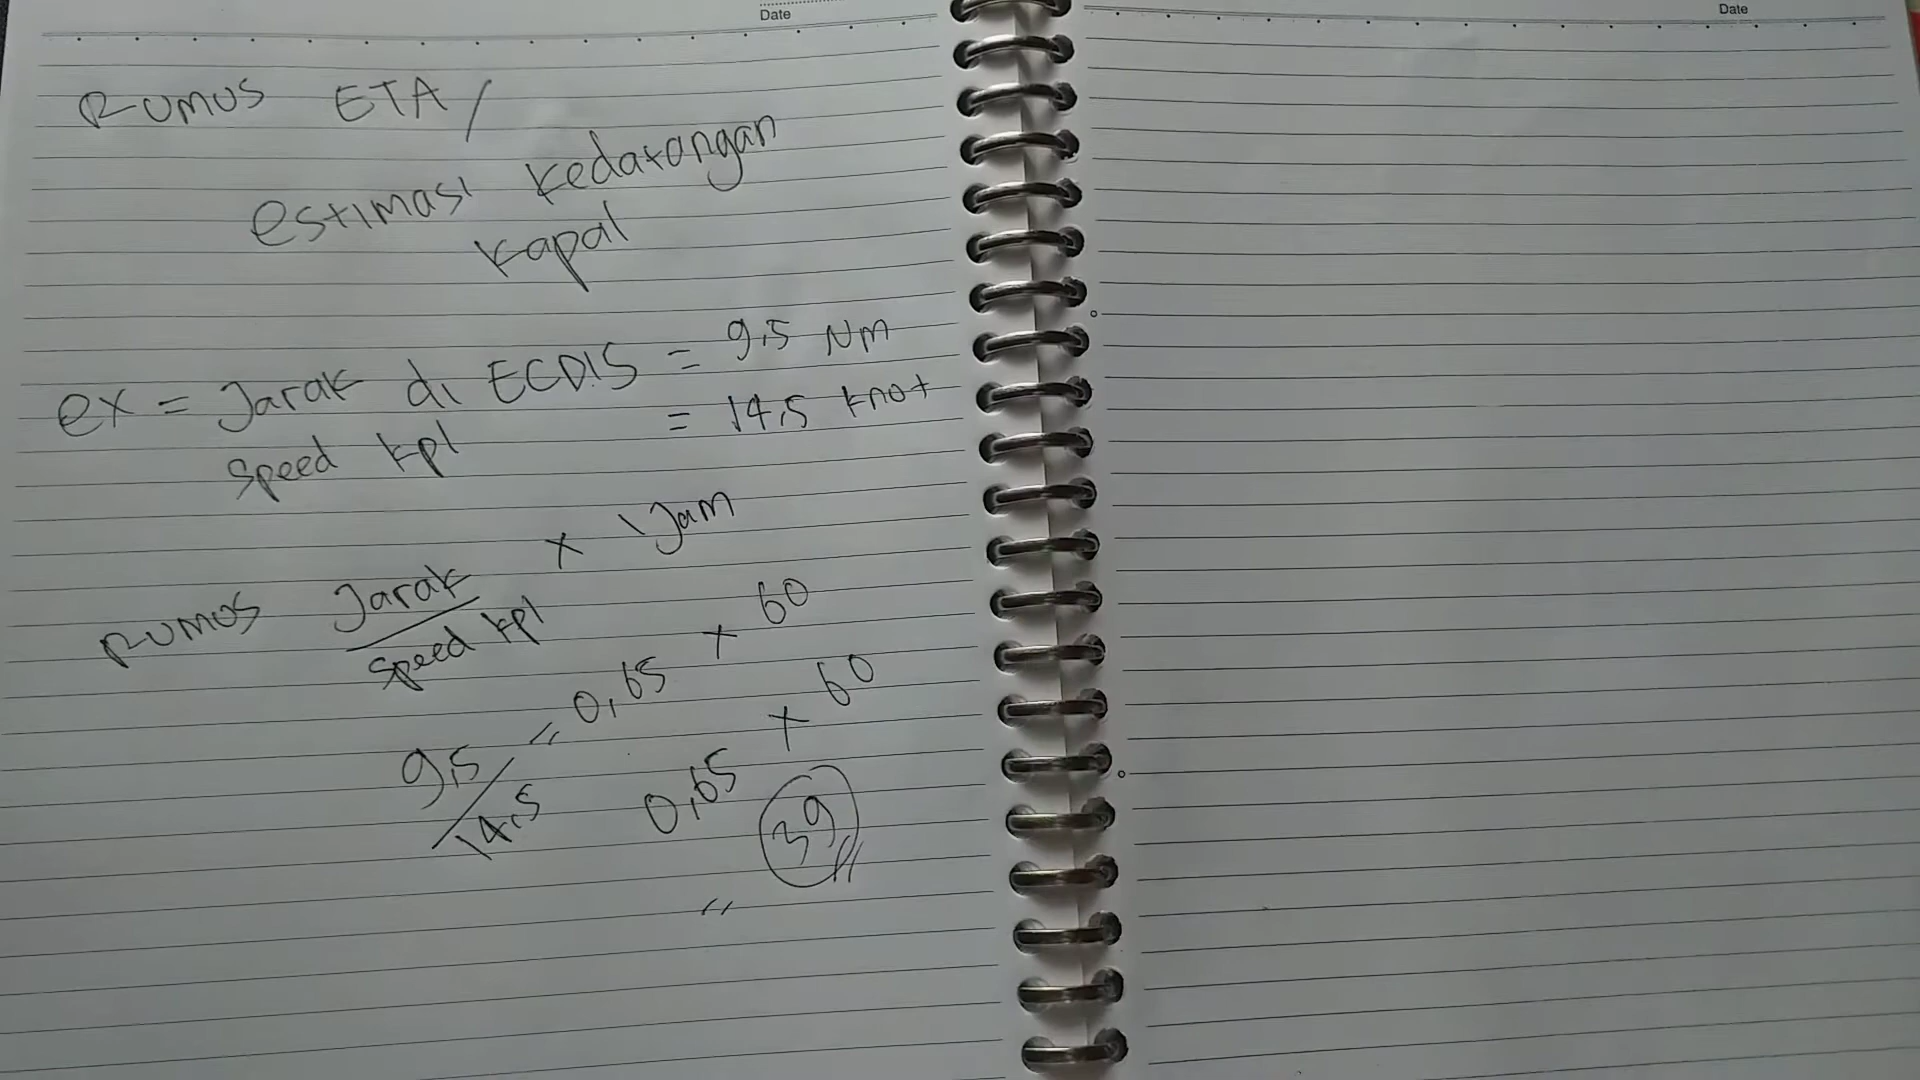 Date
Date
RUMUS ETA/
estimasi kedatangan
kapal
ex = Jarak di ECDIS = 9,5 NM
Speed kpl = 14,5 knot
RUMUS Jarak / Speed kpl x 1 Jam
9,5 / 14,5 = 0,65 x 60
0,65 x 60
= 39